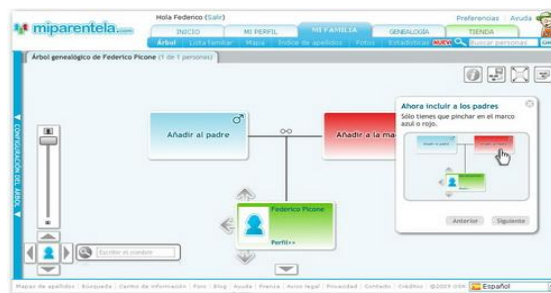 miparentela.com
Hola Federico (Salir)
Preferencias Ayuda
INICIO MI PERFIL MI FAMILIA GENEALOGÍA TIENDA
Árbol Lista familiar Mapa Índice de apellidos Fotos Estadísticas NUEVO Buscar personas
Árbol genealógico de Federico Picone (1 de 1 personas)
CONFIGURACIÓN DEL ÁRBOL
Añadir al padre
Añadir a la ma
Ahora incluir a los padres
Sólo tienes que pinchar en el marco
azul o rojo.
Anterior Siguiente
Federico Picone
Perfil++
Escribe el nombre
Mapas de apellidos Búsqueda Centro de información Foro Blog Ayuda Prensa Aviso legal Privacidad Contacto Créditos ©2009 OSN
Español